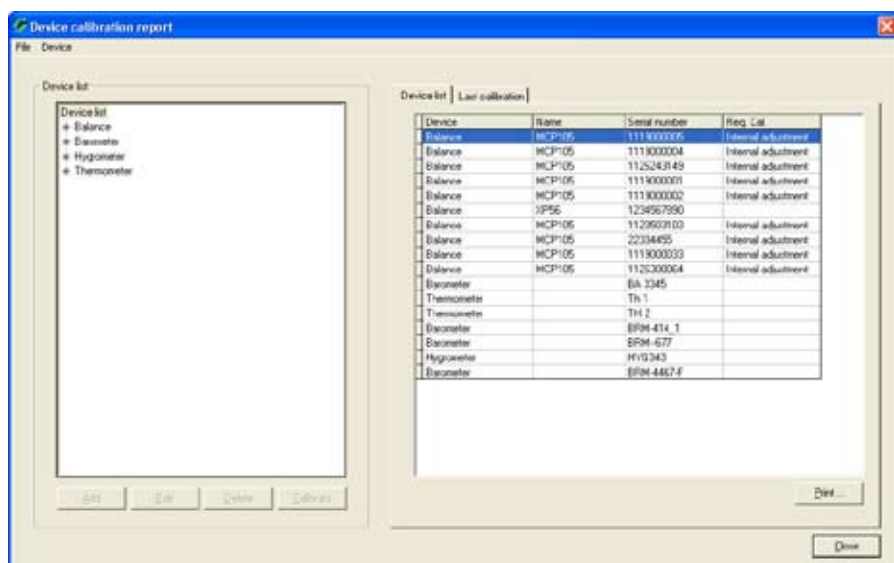 Device calibration report
File Device
Device list
Device list
+ Balance
+ Barometer
+ Hygrometer
+ Thermometer
Add Edit Delete Calibrate
Device list Last calibration
Device Name Serial number Req. Cal.
Balance MCP105 1119000005 Internal adjustment
Balance MCP105 1119000004 Internal adjustment
Balance MCP105 1125243149 Internal adjustment
Balance MCP105 1119000001 Internal adjustment
Balance MCP105 1119000002 Internal adjustment
Balance XP56 1234567890
Balance MCP105 Internal adjustment
Balance MCP105 22334455 Internal adjustment
Balance MCP105 1119000033 Internal adjustment
Balance MCP105 1125300064 Internal adjustment
Barometer BA 3345
Thermometer Th 1
Thermometer TH 2
Barometer BRM-414_1
Barometer BRM-677
Hygrometer HYG343
Barometer BRM-4467-F
Print...
Close